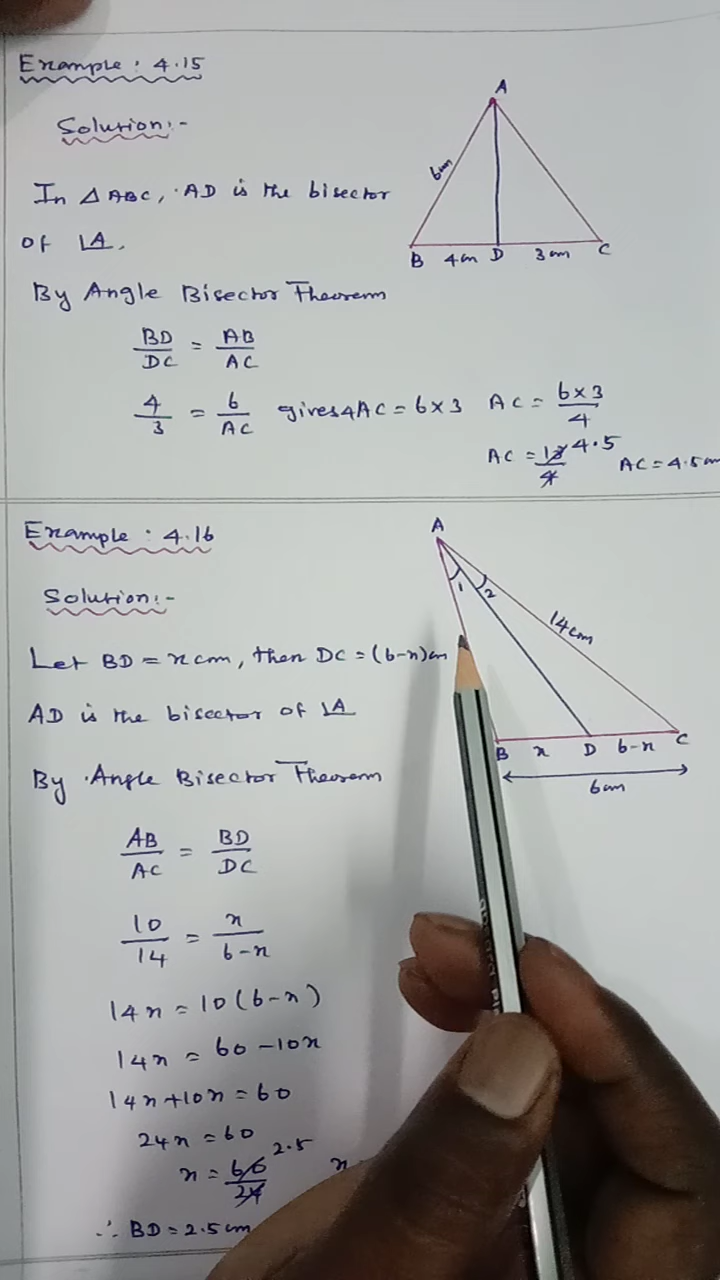 Example : 4.15
Solution:-
In △ABC, AD is the bisector
of ∠A.
By Angle Bisector Theorem
BD/DC = AB/AC
4/3 = 6/AC gives 4AC = 6×3 AC = 6×3/4
AC = 18/4 4.5 AC = 4.5 cm
A
6cm
B 4cm D 3cm C
Example : 4.16
Solution:-
Let BD = x cm, then DC = (6-x)cm
AD is the bisector of ∠A
By Angle Bisector Theorem
AB/AC = BD/DC
10/14 = x/6-x
14x = 10(6-x)
14x = 60-10x
14x+10x = 60
24x = 60
x = 60/24 2.5 x
∴ BD = 2.5cm
A
1 2
14cm
B x D 6-x C
6cm